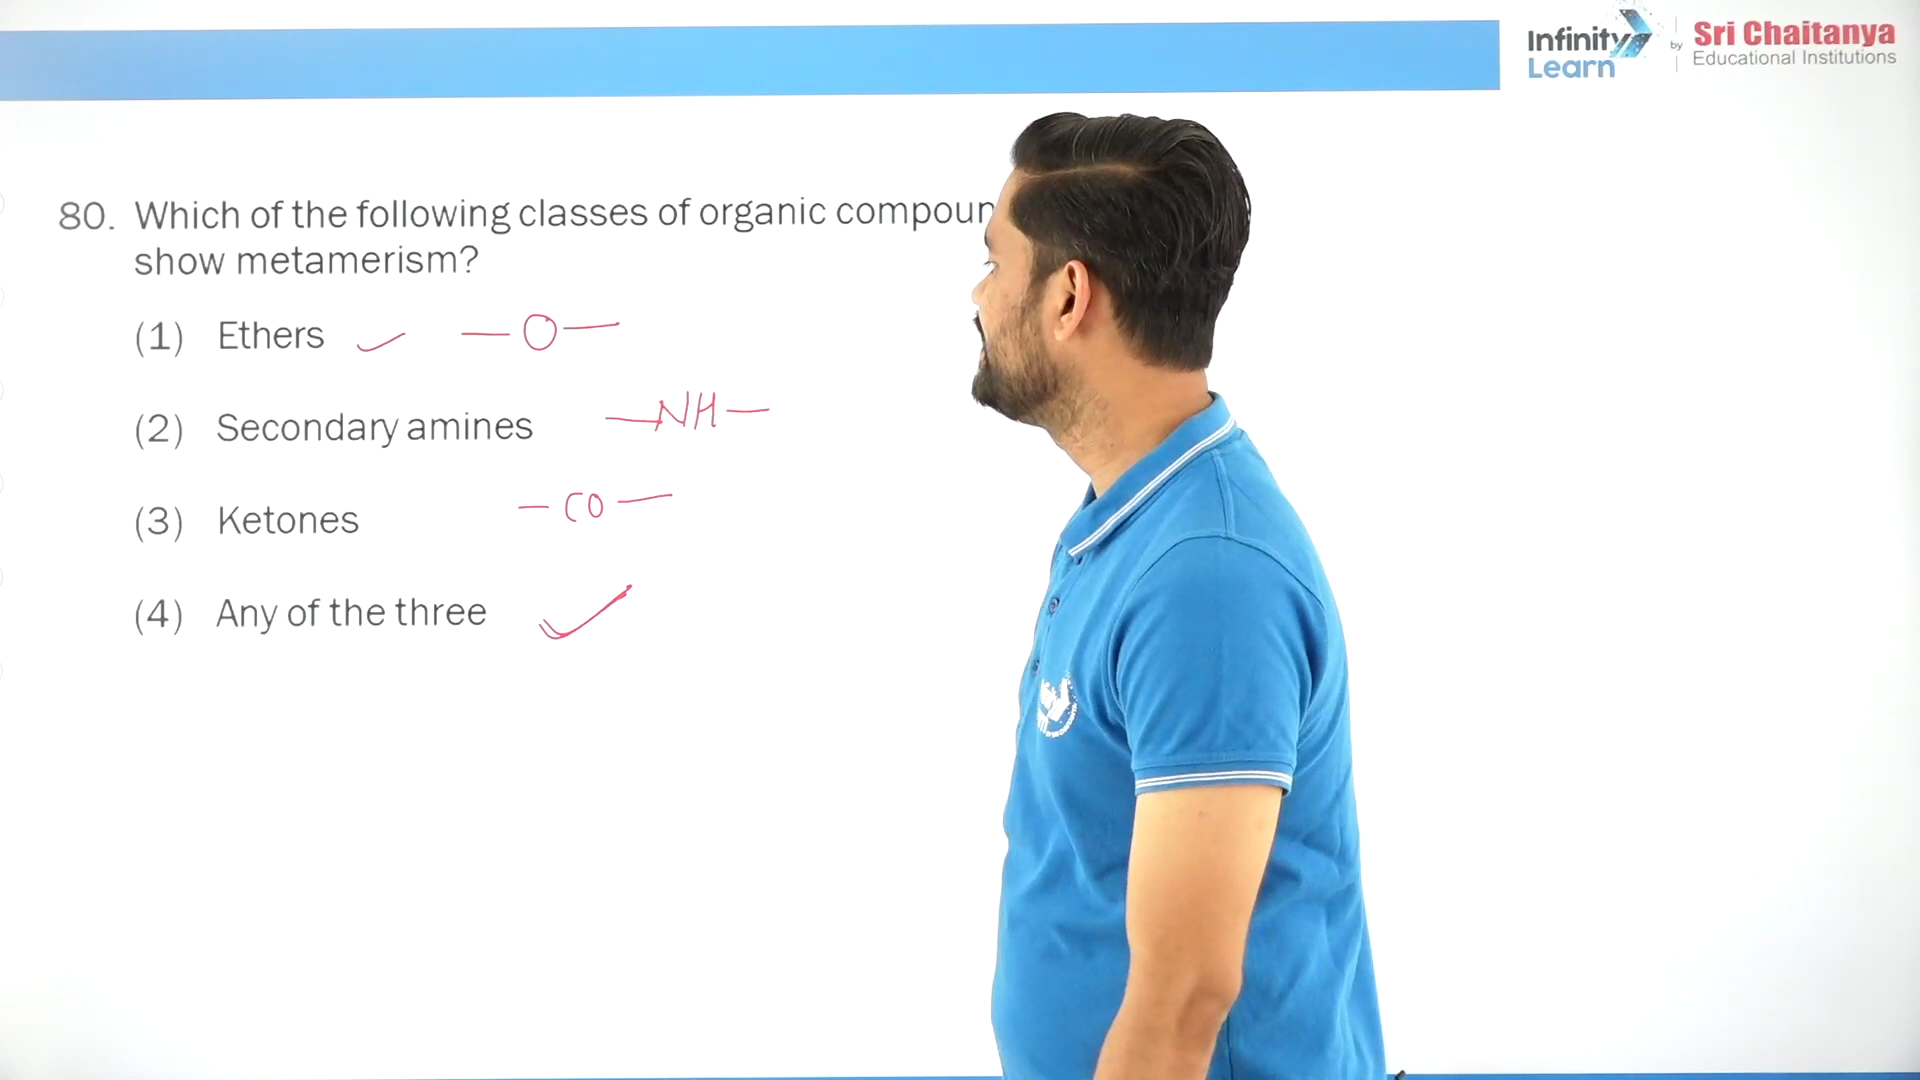 Infinity
Learn
by
Sri Chaitanya
Educational Institutions
80. Which of the following classes of organic
show metamerism?
(1) Ethers —O—
(2) Secondary amines —NH—
(3) Ketones —CO—
(4) Any of the three